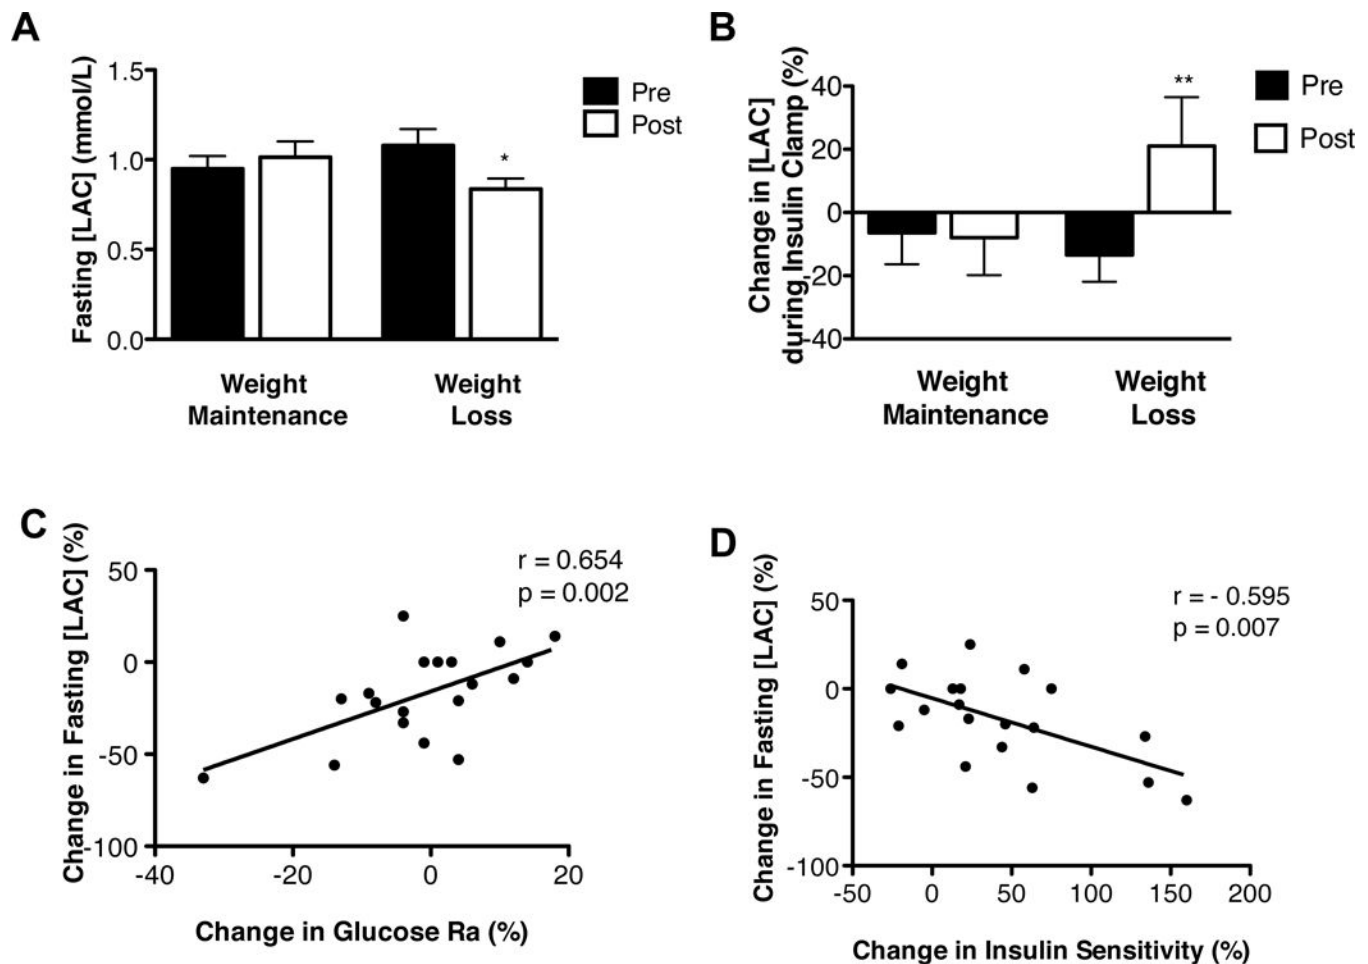 A
Fasting [LAC] (mmol/L)
1.5
1.0
0.5
0.0
*
Pre
Post
Weight
Maintenance
Weight
Loss
B
Change in [LAC]
during Insulin Clamp (%)
40
20
0
-20
-40
**
Pre
Post
Weight
Maintenance
Weight
Loss
C
Change in Fasting [LAC] (%)
50
0
-50
-100
r = 0.654
p = 0.002
-40
-20
0
20
Change in Glucose Ra (%)
D
Change in Fasting [LAC] (%)
50
0
-50
-100
r = - 0.595
p = 0.007
-50
0
50
100
150
200
Change in Insulin Sensitivity (%)